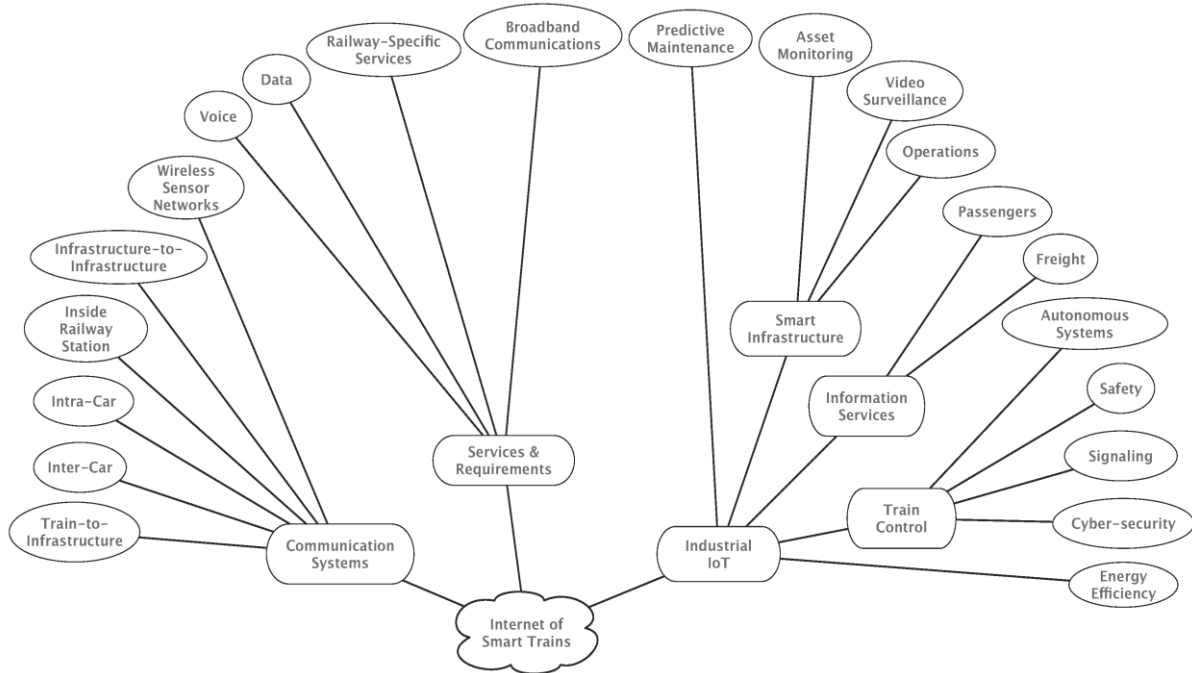 Broadband
Communications
Railway-Specific
Services
Data
Voice
Wireless
Sensor
Networks
Infrastructure-to-
Infrastructure
Inside
Railway
Station
Intra-Car
Inter-Car
Train-to-
Infrastructure
Communication
Systems
Services &
Requirements
Internet of
Smart Trains
Predictive
Maintenance
Asset
Monitoring
Video
Surveillance
Operations
Passengers
Freight
Autonomous
Systems
Safety
Signaling
Cyber-security
Energy
Efficiency
Smart
Infrastructure
Information
Services
Train
Control
Industrial
IoT